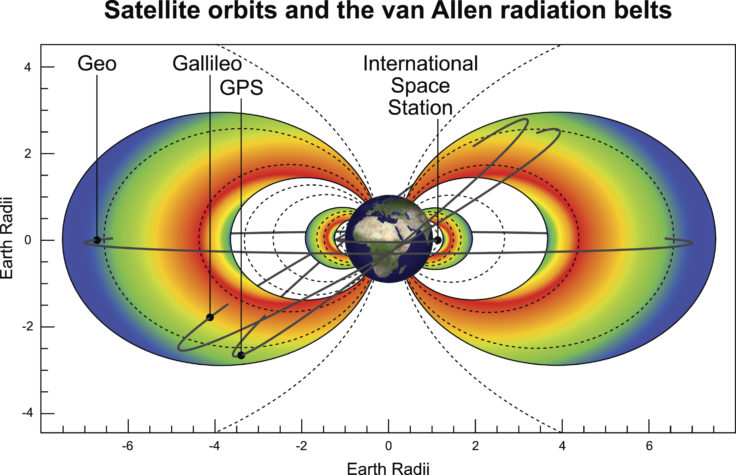 Satellite orbits and the van Allen radiation belts
Geo
Gallileo
GPS
International
Space
Station
Earth Radii
4
2
0
-2
-4
-6
-4
-2
0
2
4
6
Earth Radii